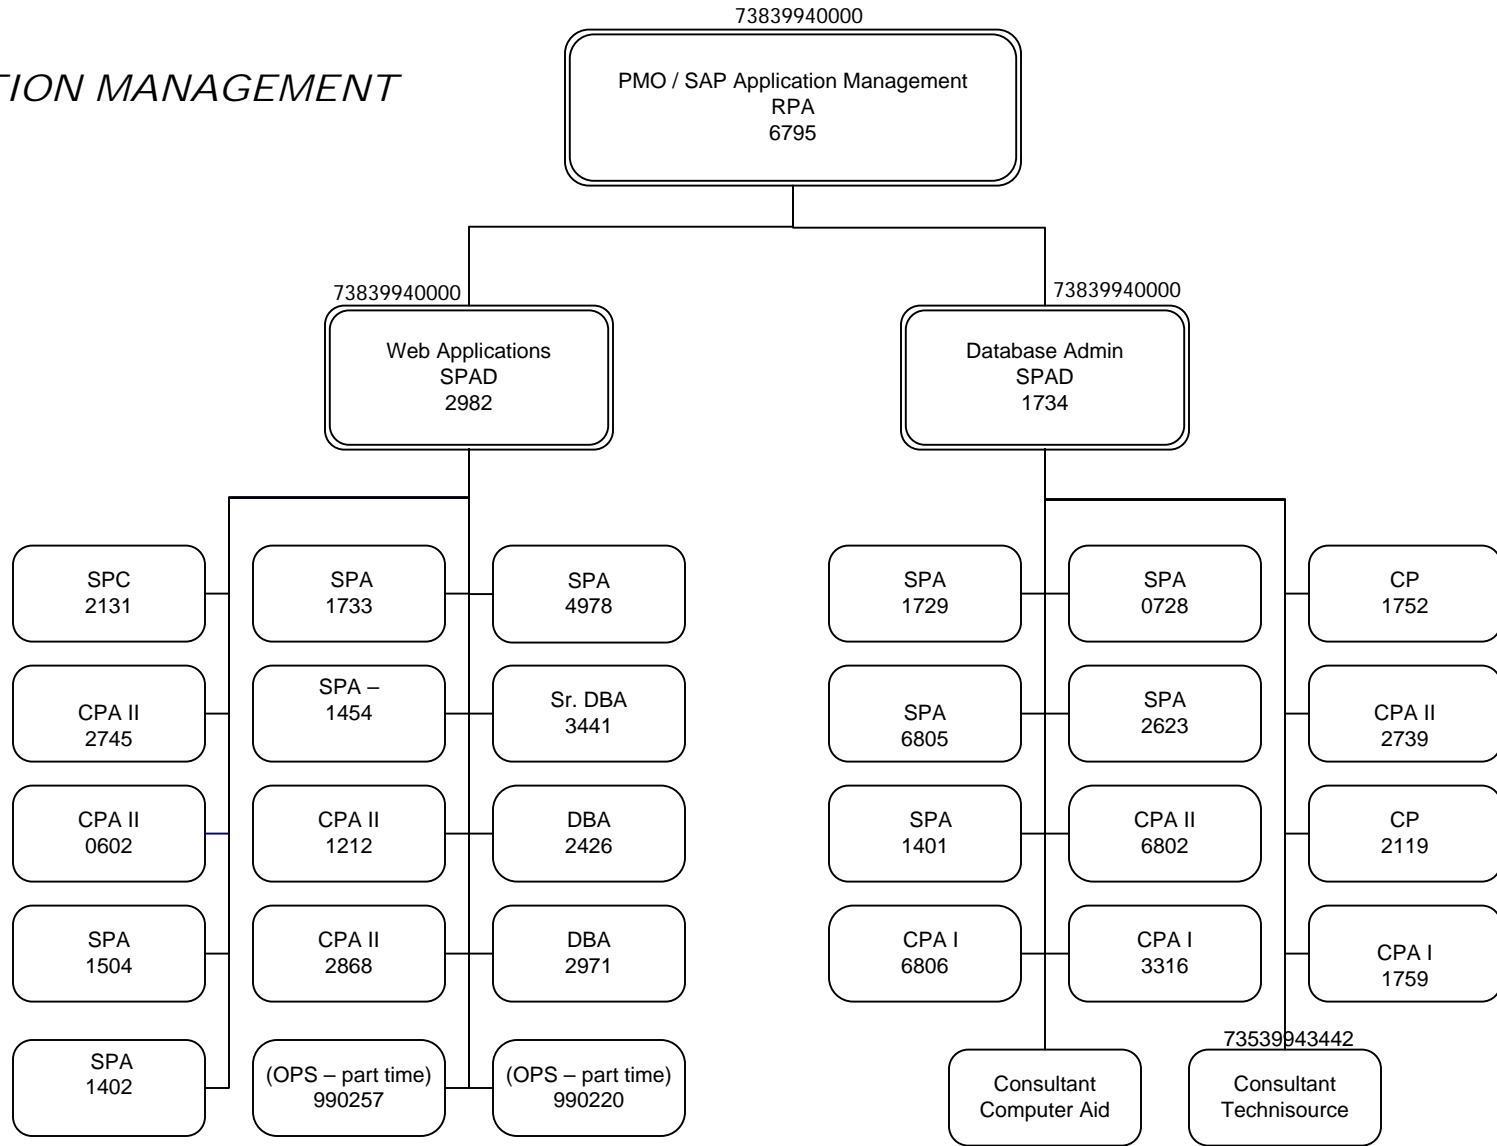 73839940000
TION MANAGEMENT
PMO / SAP Application Management
RPA
6795
73839940000
Web Applications
SPAD
2982
73839940000
Database Admin
SPAD
1734
SPC
2131
SPA
1733
SPA
4978
SPA
1729
SPA
0728
CP
1752
CPA II
2745
SPA –
1454
Sr. DBA
3441
SPA
6805
SPA
2623
CPA II
2739
CPA II
0602
CPA II
1212
DBA
2426
SPA
1401
CPA II
6802
CP
2119
SPA
1504
CPA II
2868
DBA
2971
CPA I
6806
CPA I
3316
CPA I
1759
SPA
1402
(OPS – part time)
990257
(OPS – part time)
990220
Consultant
Computer Aid
73539943442
Consultant
Technisource